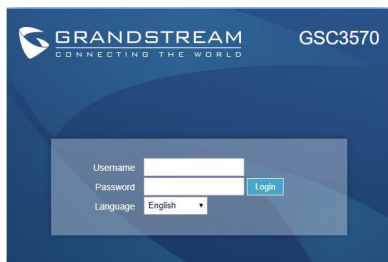 GRANDSTREAM
CONNECTING THE WORLD
GSC3570
Username
Password
Login
Language
English